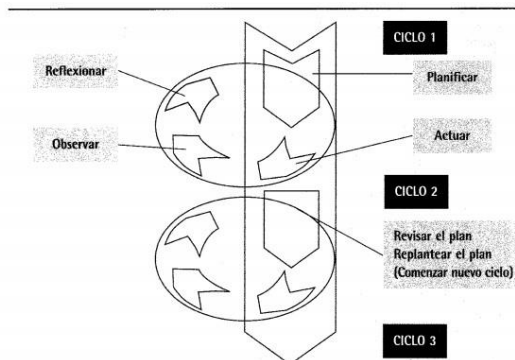 CICLO 1
Reflexionar
Planificar
Observar
Actuar
CICLO 2
Revisar el plan
Replantear el plan
(Comenzar nuevo ciclo)
CICLO 3